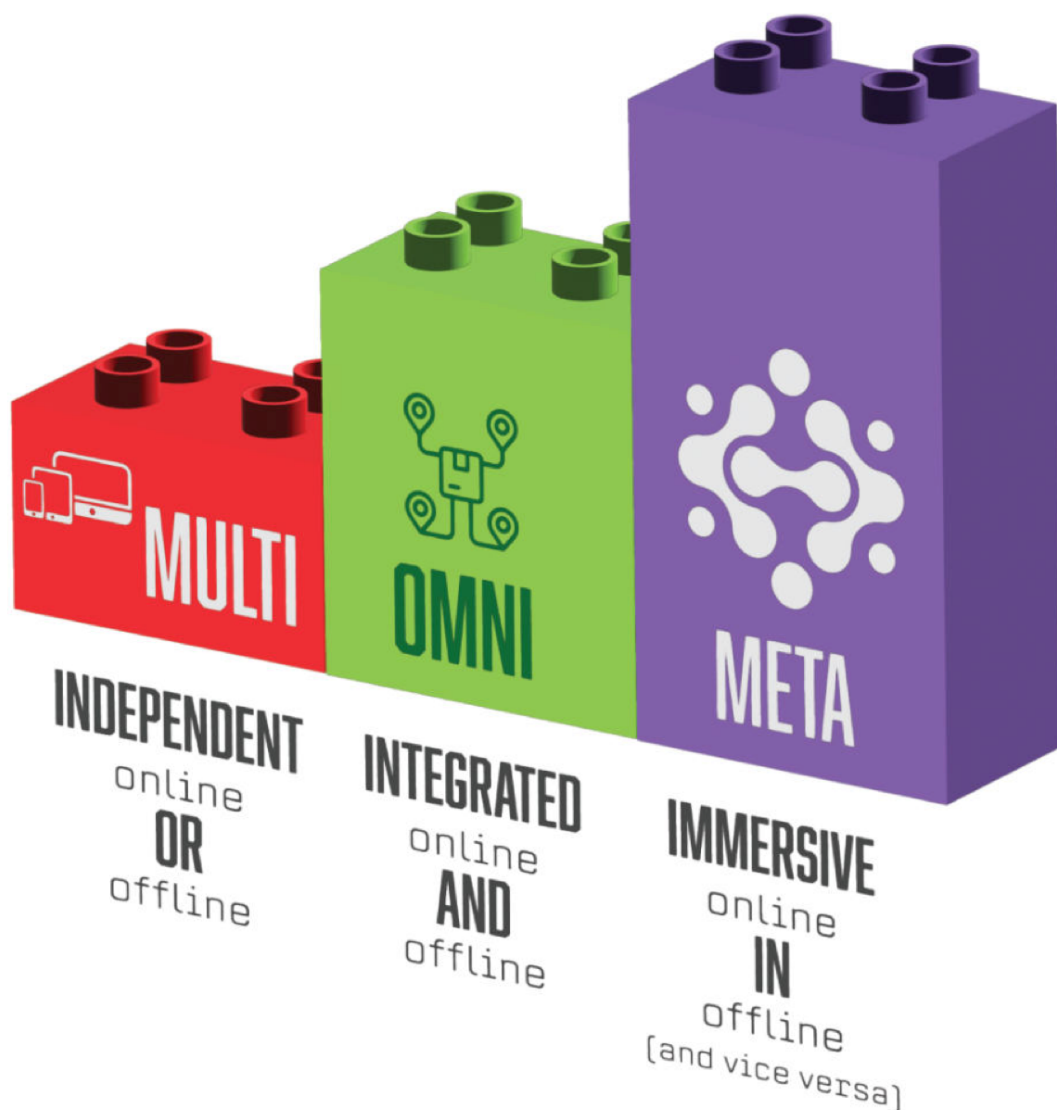 MULTI
OMNI
META
INDEPENDENT
online
OR
offline
INTEGRATED
online
AND
offline
IMMERSIVE
online
IN
offline
(and vice versa)